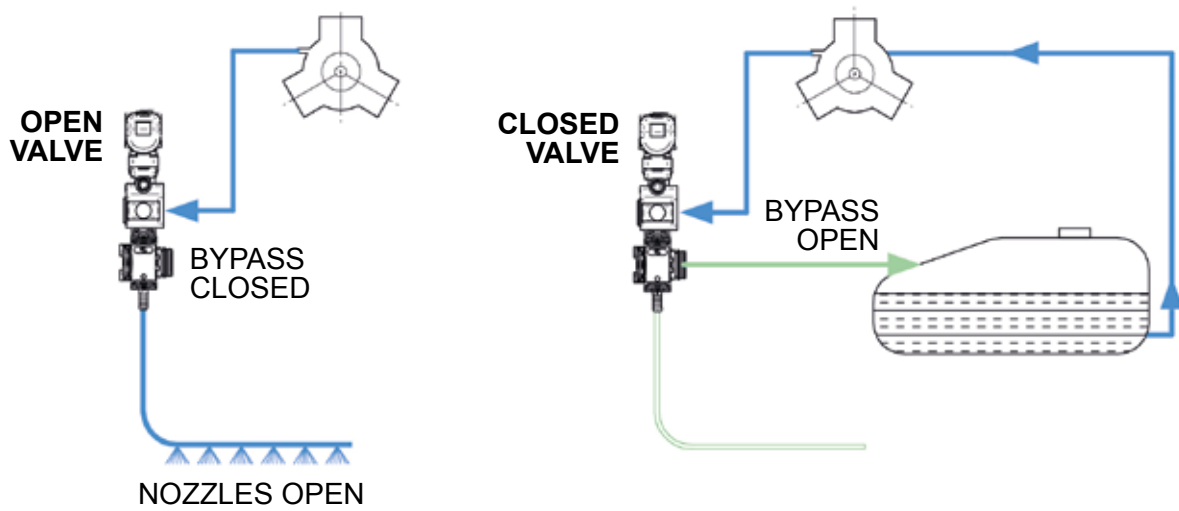 OPEN
VALVE
BYPASS
CLOSED
NOZZLES OPEN
CLOSED
VALVE
BYPASS
OPEN